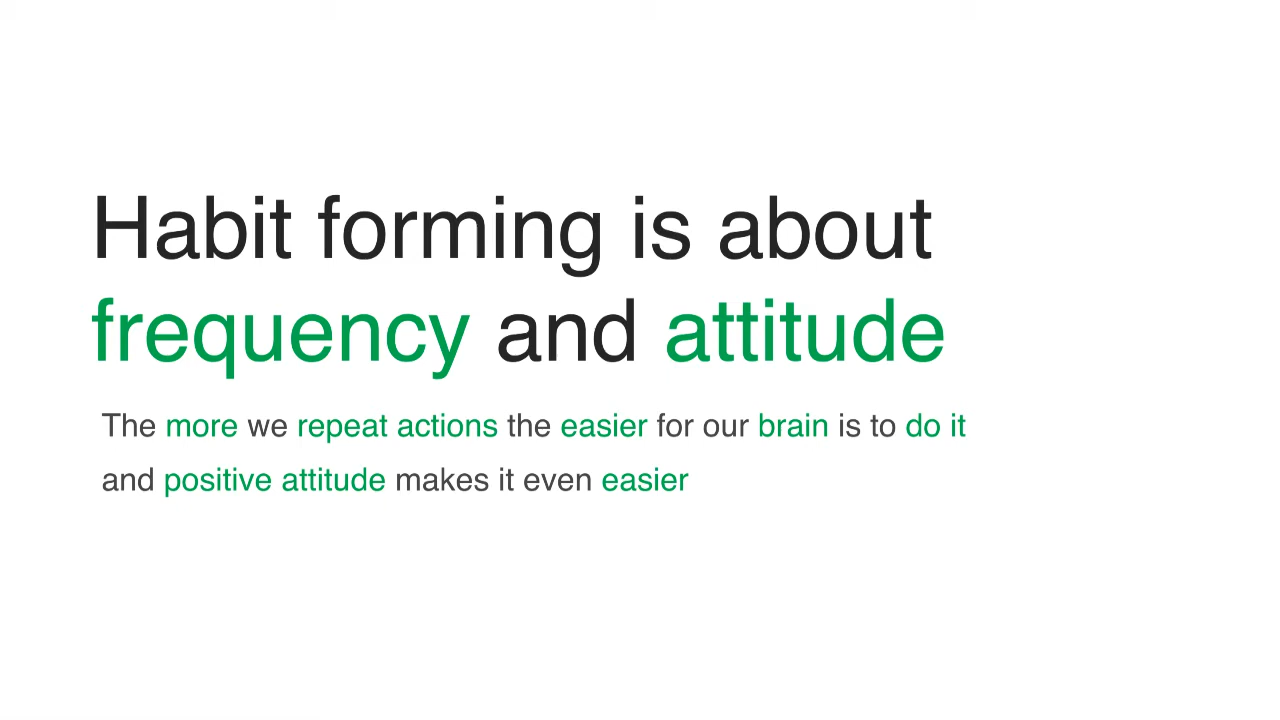 Habit forming is about
frequency and attitude
The more we repeat actions the easier for our brain is to do it
and positive attitude makes it even easier